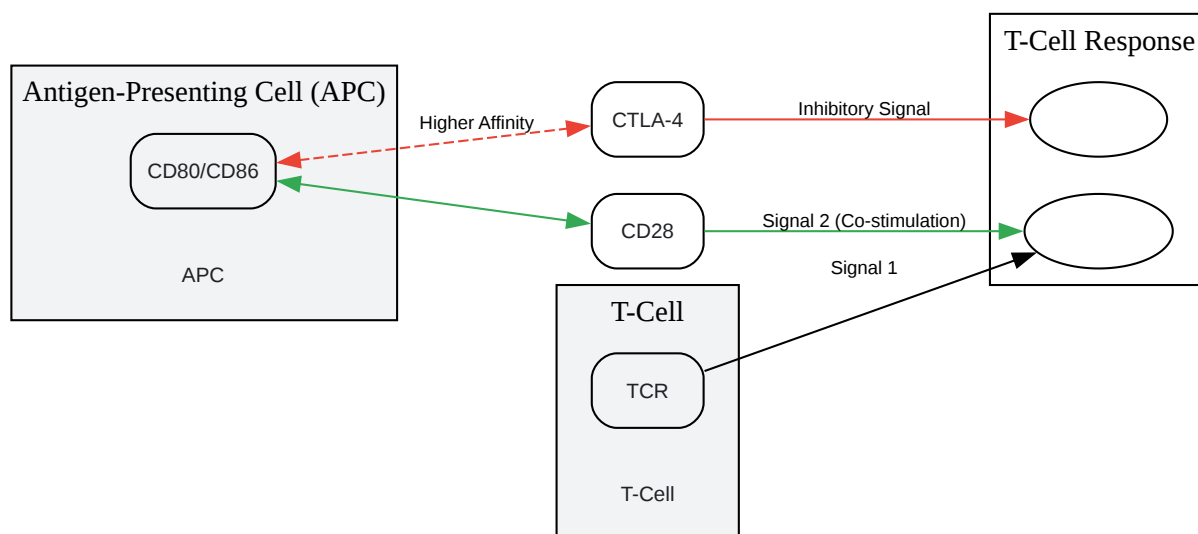 T-Cell Response
Antigen-Presenting Cell (APC)
Higher Affinity
CTLA-4
Inhibitory Signal
CD80/CD86
CD28
Signal 2 (Co-stimulation)
APC
Signal 1
T-Cell
TCR
T-Cell